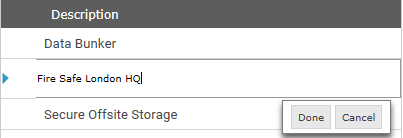 Description
Data Bunker
Fire Safe London HQ
Secure Offsite Storage
Done Cancel